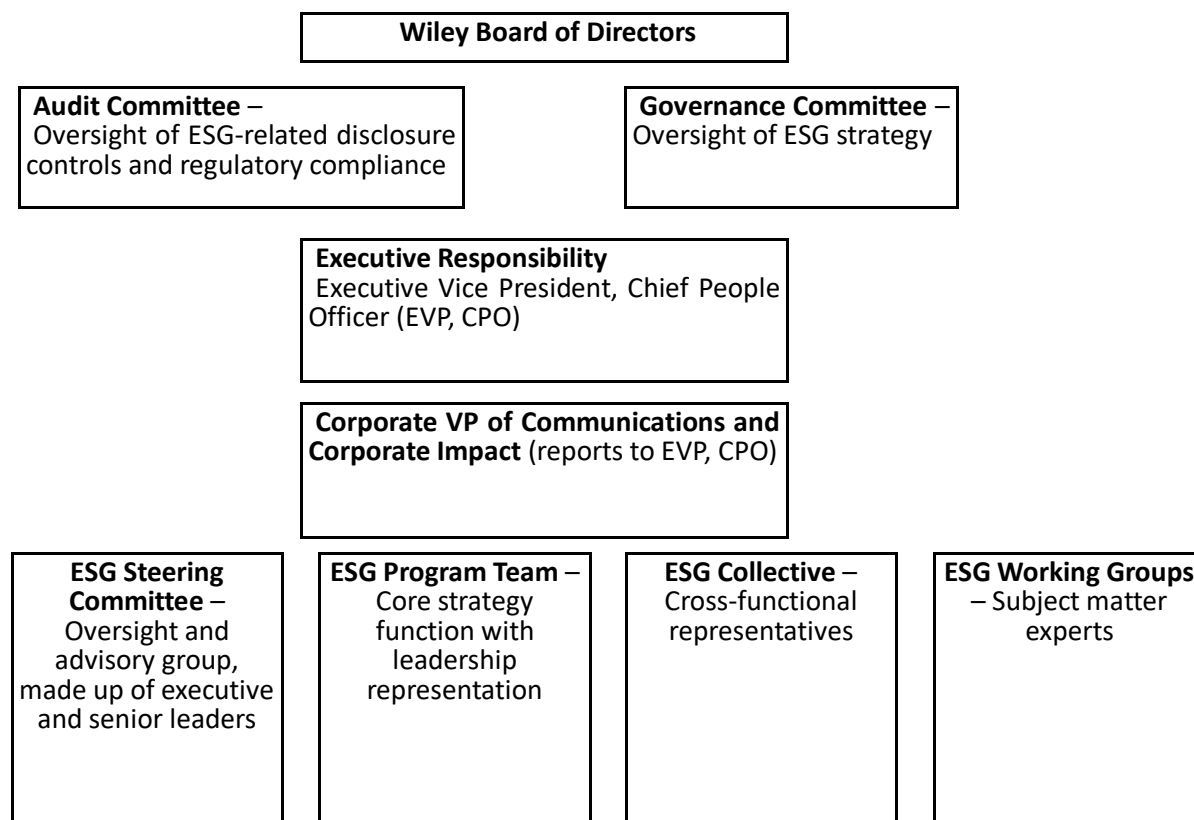 Wiley Board of Directors
Audit Committee –
Oversight of ESG-related disclosure
controls and regulatory compliance
Governance Committee –
Oversight of ESG strategy
Executive Responsibility
Executive Vice President, Chief People
Officer (EVP, CPO)
Corporate VP of Communications and
Corporate Impact (reports to EVP, CPO)
ESG Steering
Committee –
Oversight and
advisory group,
made up of executive
and senior leaders
ESG Program Team –
Core strategy
function with
leadership
representation
ESG Collective –
Cross-functional
representatives
ESG Working Groups
– Subject matter
experts